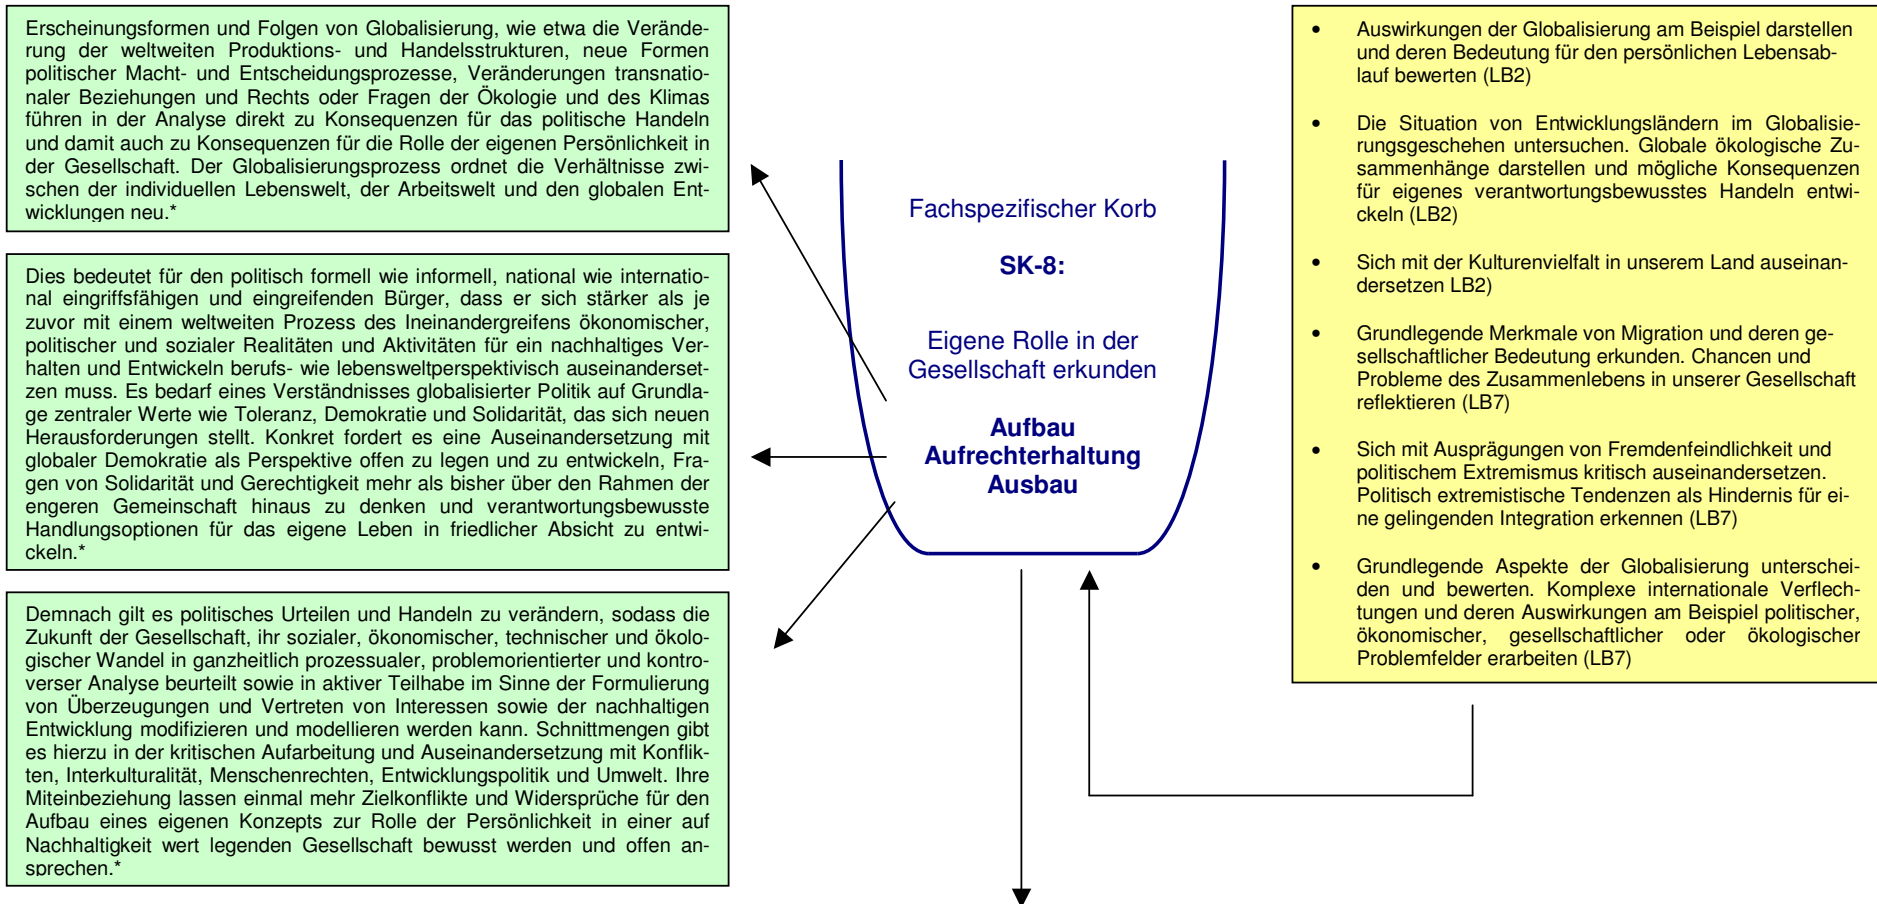 Erscheinungsformen und Folgen von Globalisierung, wie etwa die Verände-
rung der weltweiten Produktions- und Handelsstrukturen, neue Formen
politischer Macht- und Entscheidungsprozesse, Veränderungen transnatio-
naler Beziehungen und Rechts oder Fragen der Ökologie und des Klimas
führen in der Analyse direkt zu Konsequenzen für das politische Handeln
und damit auch zu Konsequenzen für die Rolle der eigenen Persönlichkeit in
der Gesellschaft. Der Globalisierungsprozess ordnet die Verhältnisse zwi-
schen der individuellen Lebenswelt, der Arbeitswelt und den globalen Ent-
wicklungen neu.*
Dies bedeutet für den politisch formell wie informell, national wie internatio-
nal eingriffsfähigen und eingreifenden Bürger, dass er sich stärker als je
zuvor mit einem weltweiten Prozess des Ineinandergreifens ökonomischer,
politischer und sozialer Realitäten und Aktivitäten für ein nachhaltiges Ver-
halten und Entwickeln berufs- wie lebensweltperspektivisch auseinanderset-
zen muss. Es bedarf eines Verständnisses globalisierter Politik auf Grundla-
ge zentraler Werte wie Toleranz, Demokratie und Solidarität, das sich neuen
Herausforderungen stellt. Konkret fordert es eine Auseinandersetzung mit
globaler Demokratie als Perspektive offen zu legen und zu entwickeln, Fra-
gen von Solidarität und Gerechtigkeit mehr als bisher über den Rahmen der
engeren Gemeinschaft hinaus zu denken und verantwortungsbewusste
Handlungsoptionen für das eigene Leben in friedlicher Absicht zu entwi-
ckeln.*
Demnach gilt es politisches Urteilen und Handeln zu verändern, sodass die
Zukunft der Gesellschaft, ihr sozialer, ökonomischer, technischer und ökolo-
gischer Wandel in ganzheitlich prozessualer, problemorientierter und kontro-
verser Analyse beurteilt sowie in aktiver Teilhabe im Sinne der Formulierung
von Überzeugungen und Vertreten von Interessen sowie der nachhaltigen
Entwicklung modifizieren und modellieren werden kann. Schnittmengen gibt
es hierzu in der kritischen Aufarbeitung und Auseinandersetzung mit Konflik-
ten, Interkulturalität, Menschenrechten, Entwicklungspolitik und Umwelt. Ihre
Miteinbeziehung lassen einmal mehr Zielkonflikte und Widersprüche für den
Aufbau eines eigenen Konzepts zur Rolle der Persönlichkeit in einer auf
Nachhaltigkeit wert legenden Gesellschaft bewusst werden und offen an-
sprechen.*
Fachspezifischer Korb
SK-8:
Eigene Rolle in der
Gesellschaft erkunden
Aufbau
Aufrechterhaltung
Ausbau
• Auswirkungen der Globalisierung am Beispiel darstellen
und deren Bedeutung für den persönlichen Lebensab-
lauf bewerten (LB2)
• Die Situation von Entwicklungsländern im Globalisie-
rungsgeschehen untersuchen. Globale ökologische Zu-
sammenhänge darstellen und mögliche Konsequenzen
für eigenes verantwortungsbewusstes Handeln entwi-
ckeln (LB2)
• Sich mit der Kulturenvielfalt in unserem Land auseinan-
dersetzen LB2)
• Grundlegende Merkmale von Migration und deren ge-
sellschaftlicher Bedeutung erkunden. Chancen und
Probleme des Zusammenlebens in unserer Gesellschaft
reflektieren (LB7)
• Sich mit Ausprägungen von Fremdenfeindlichkeit und
politischem Extremismus kritisch auseinandersetzen.
Politisch extremistische Tendenzen als Hindernis für ei-
ne gelingenden Integration erkennen (LB7)
• Grundlegende Aspekte der Globalisierung unterschei-
den und bewerten. Komplexe internationale Verflech-
tungen und deren Auswirkungen am Beispiel politischer,
ökonomischer, gesellschaftlicher oder ökologischer
Problemfelder erarbeiten (LB7)